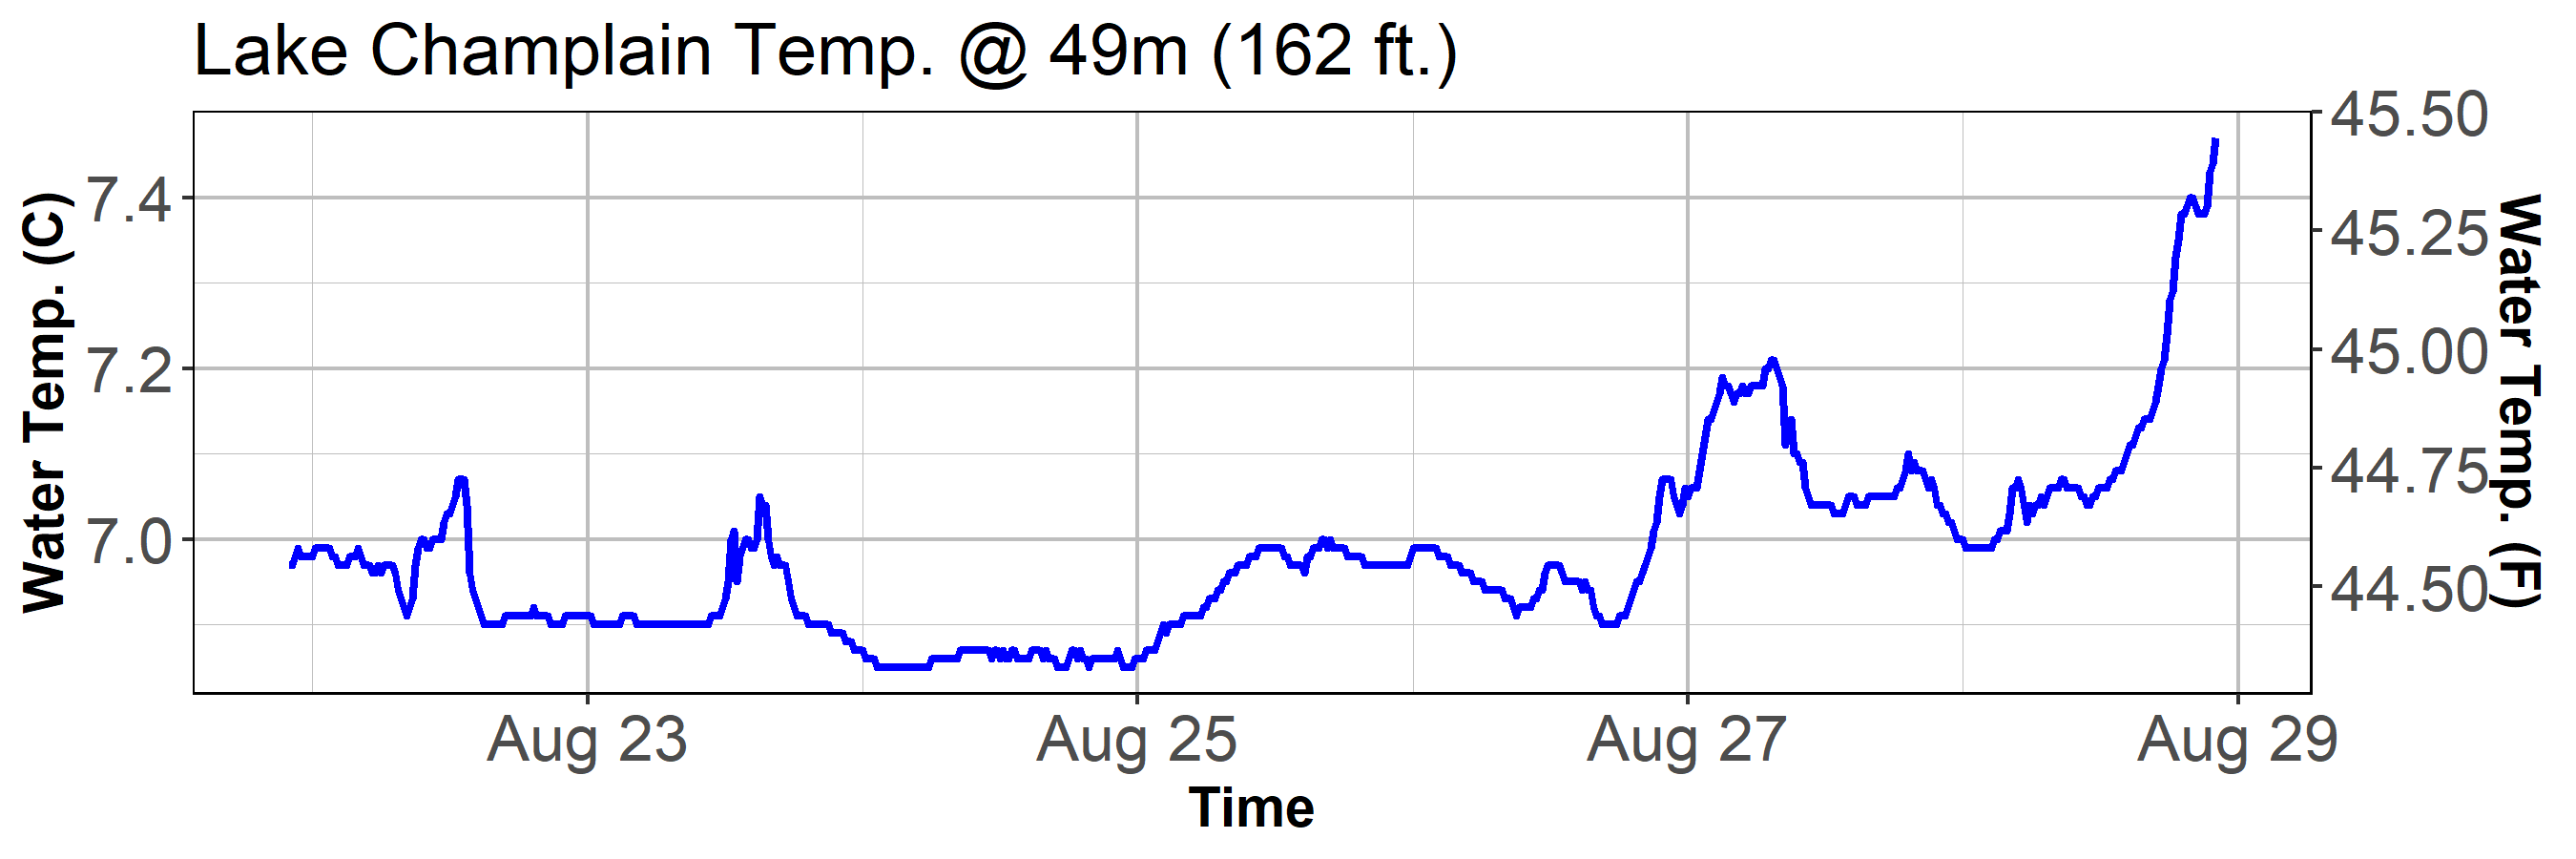 Lake Champlain Temp. @ 49m (162 ft.)
Water Temp. (C)
7.4
7.2
7.0
45.50
45.25
45.00
44.75
44.50
Water Temp. (F)
Aug 23 Aug 25 Aug 27 Aug 29
Time